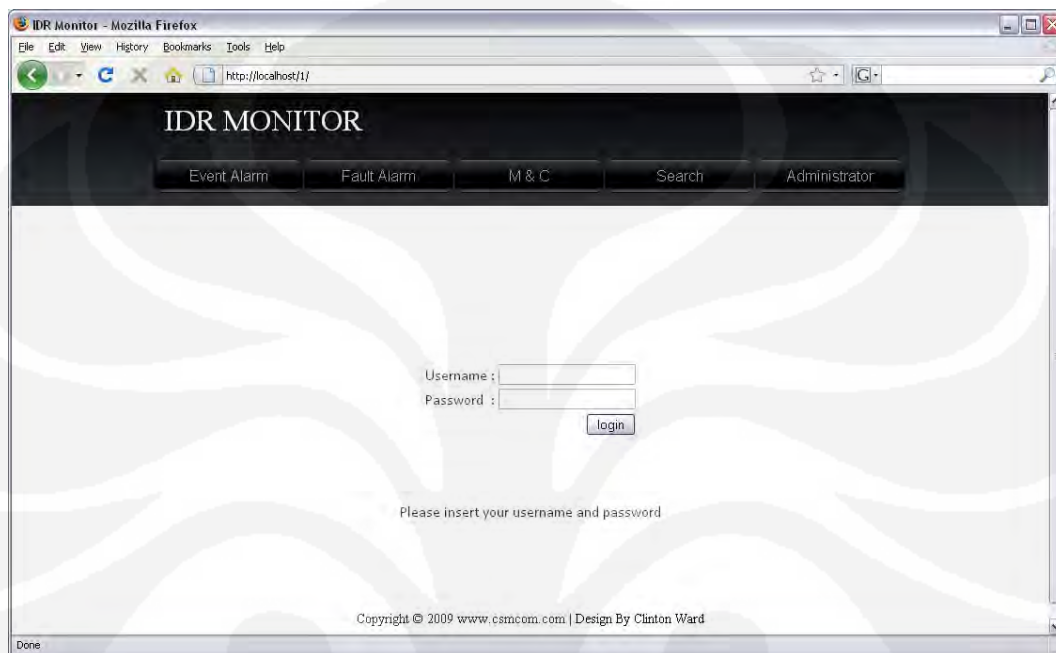 IDR Monitor - Mozilla Firefox
File Edit View History Bookmarks Tools Help
http://localhost/1/
G
IDR MONITOR
Event Alarm Fault Alarm M & C Search Administrator
Username :
Password :
login
Please insert your username and password
Copyright © 2009 www.csmcom.com | Design By Clinton Ward
Done